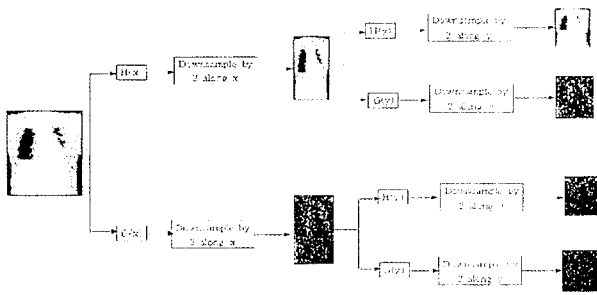 H(y)
Downsample by
2 along y
H(x)
Downsample by
2 along x
G(y)
Downsample by
2 along y
H(y)
Downsample by
2 along y
G(x)
Downsample by
2 along x
G(y)
Downsample by
2 along y